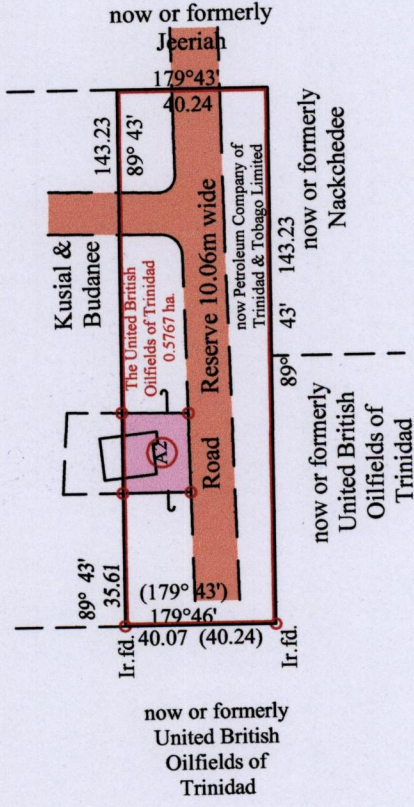 now or formerly
Jeeriah
179°43'
40.24
143.23
89° 43'
Kusial &
Budanee
The United British
Oilfields of Trinidad
0.5767 ha.
A2
Road Reserve 10.06m wide
now Petroleum Company of
Trinidad & Tobago Limited
89° 43' 143.23
now or formerly
Nackchedee
now or formerly
United British
Oilfields of
Trinidad
89° 43'
35.61
(179° 43')
179°46'
40.07 (40.24)
Ir.fd.
Ir.fd.
now or formerly
United British
Oilfields of
Trinidad